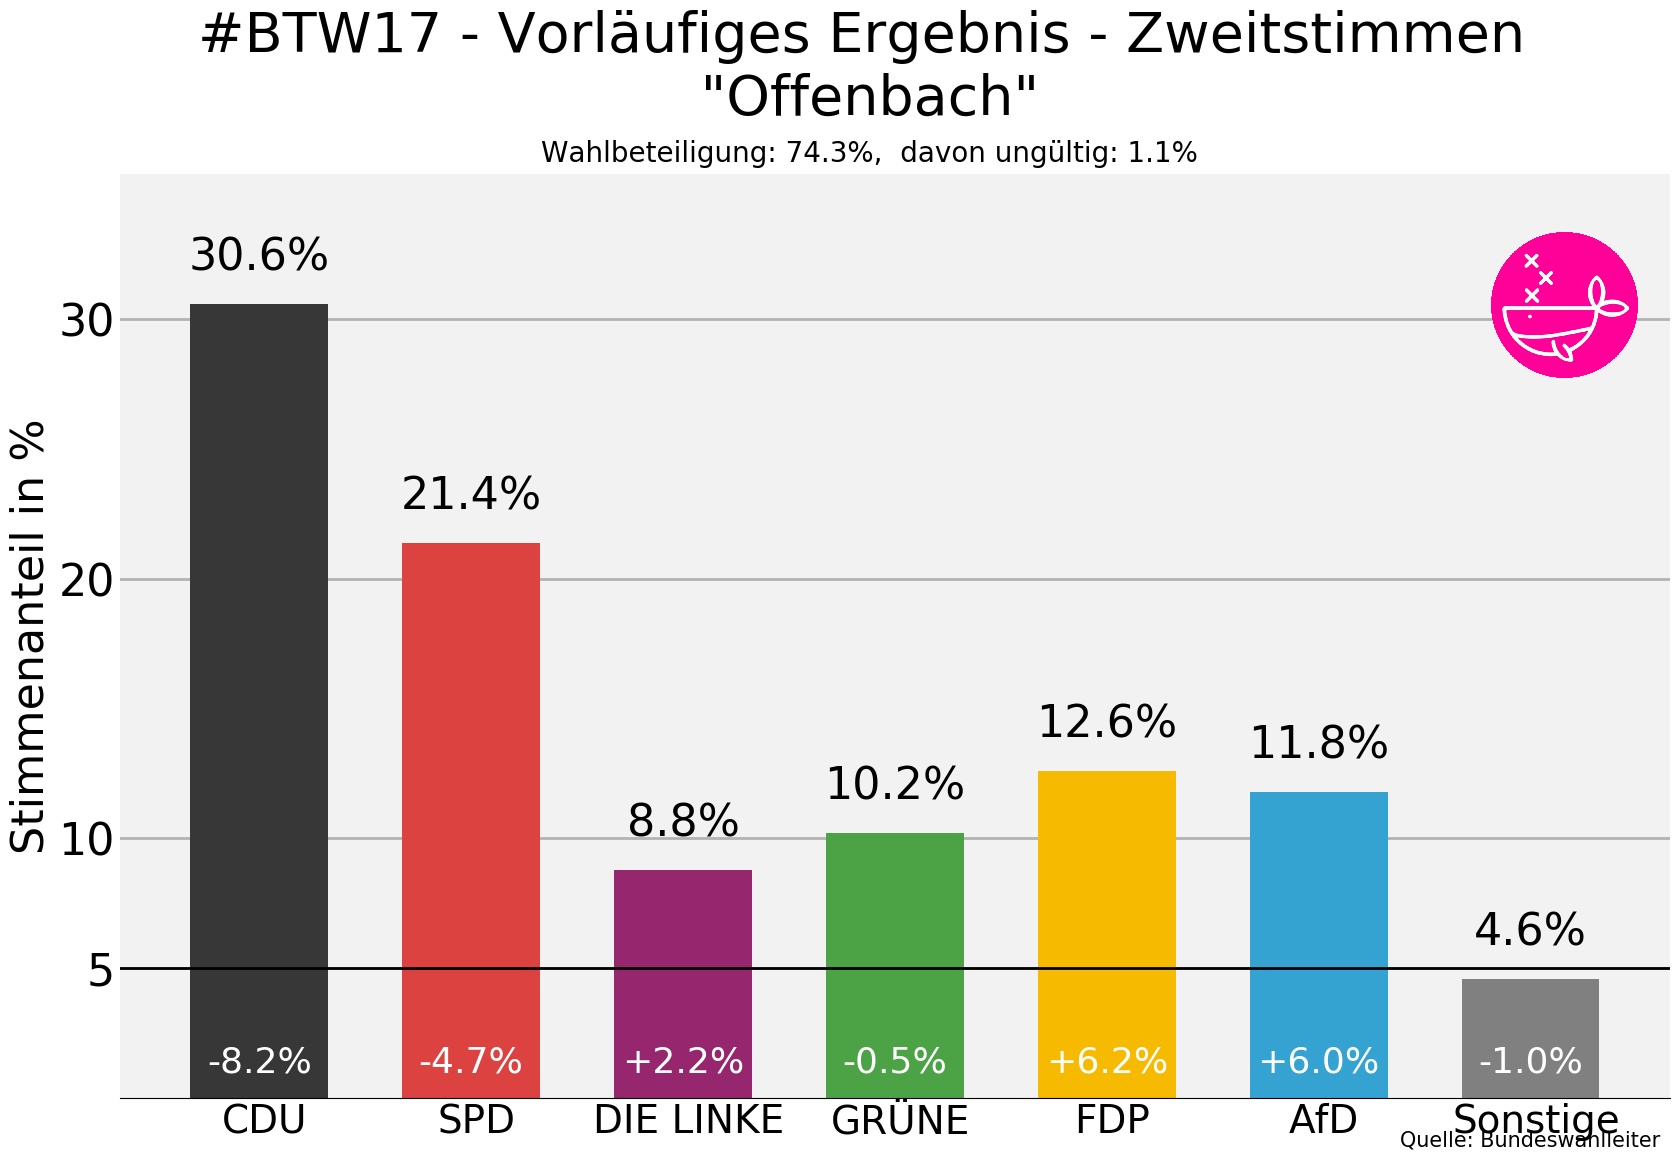 #BTW17 - Vorläufiges Ergebnis - Zweitstimmen
"Offenbach"
Wahlbeteiligung: 74.3%, davon ungültig: 1.1%
Stimmenanteil in %
30
20
10
5
30.6%
21.4%
8.8%
10.2%
12.6%
11.8%
4.6%
-8.2%
-4.7%
+2.2%
-0.5%
+6.2%
+6.0%
-1.0%
CDU
SPD
DIE LINKE
GRÜNE
FDP
AfD
Sonstige
Quelle: Bundeswahlleiter